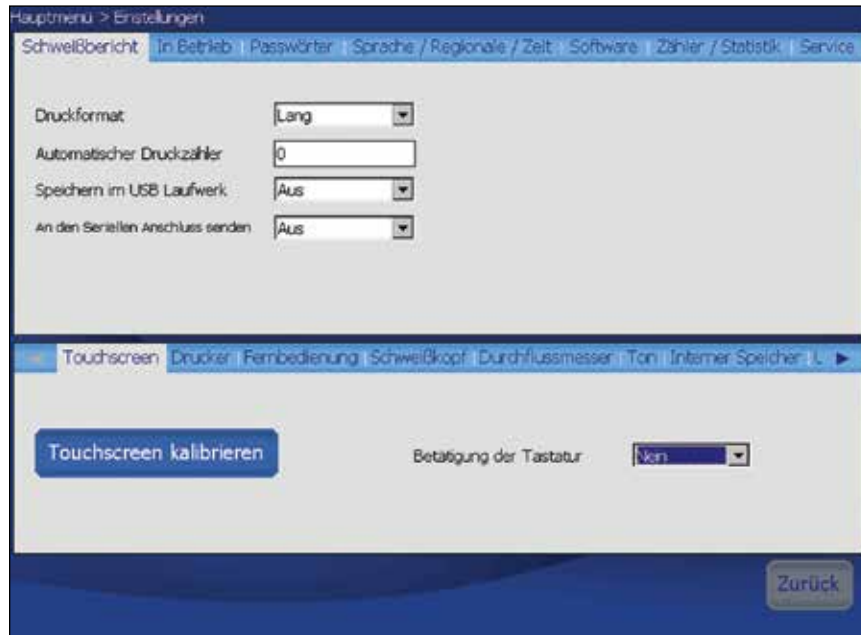 Hauptmenü > Einstellungen
Schweißbericht In Betrieb Passwörter Sprache / Regionale / Zeit Software Zähler / Statistik Service
Druckformat Lang
Automatischer Druckzähler 0
Speichern im USB Laufwerk Aus
An den Seriellen Anschluss senden Aus
Touchscreen Drucker Fernbedienung Schweißkopf Durchflussmesser Ton Interner Speicher
Touchscreen kalibrieren Betätigung der Tastatur Nein
Zurück